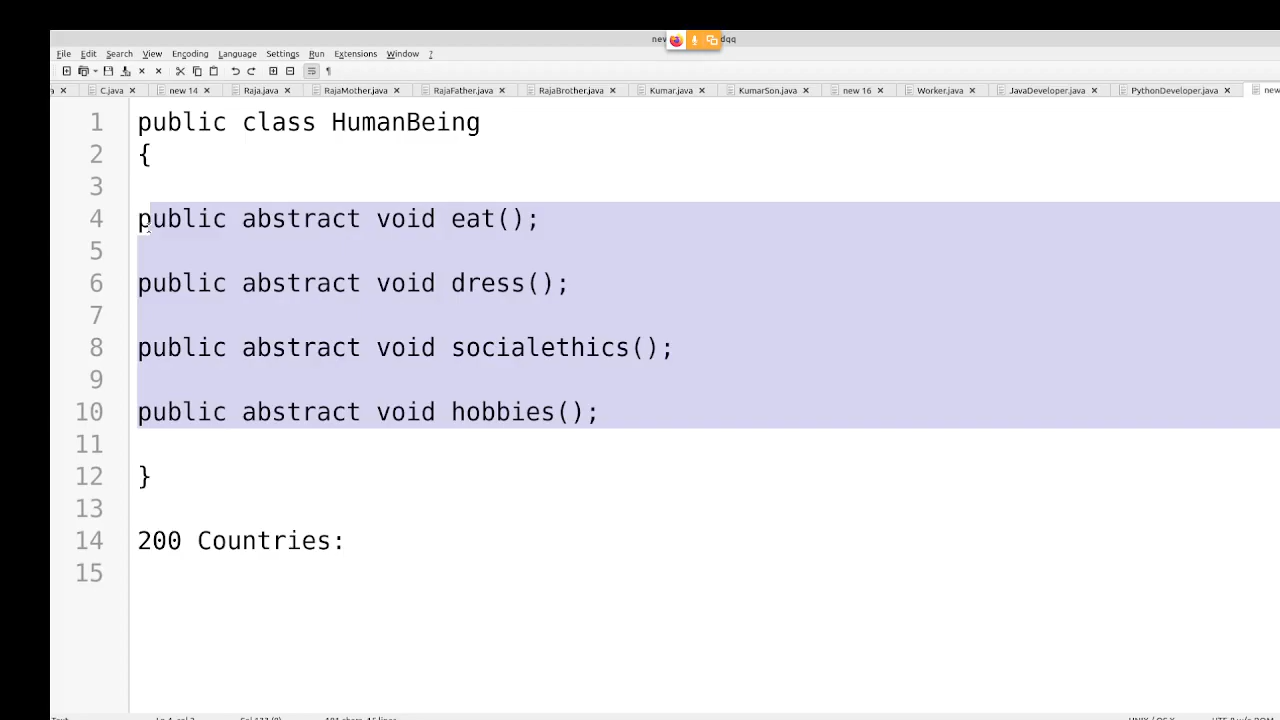 new dqq
File Edit Search View Encoding Language Settings Run Extensions Window ?
a C.java new 14 Raja.java RajaMother.java RajaFather.java RajaBrother.java Kumar.java KumarSon.java new 16 Worker.java JavaDeveloper.java PythonDeveloper.java new
1 public class HumanBeing
2 {
3
4 public abstract void eat();
5
6 public abstract void dress();
7
8 public abstract void socialethics();
9
10 public abstract void hobbies();
11
12 }
13
14 200 Countries:
15